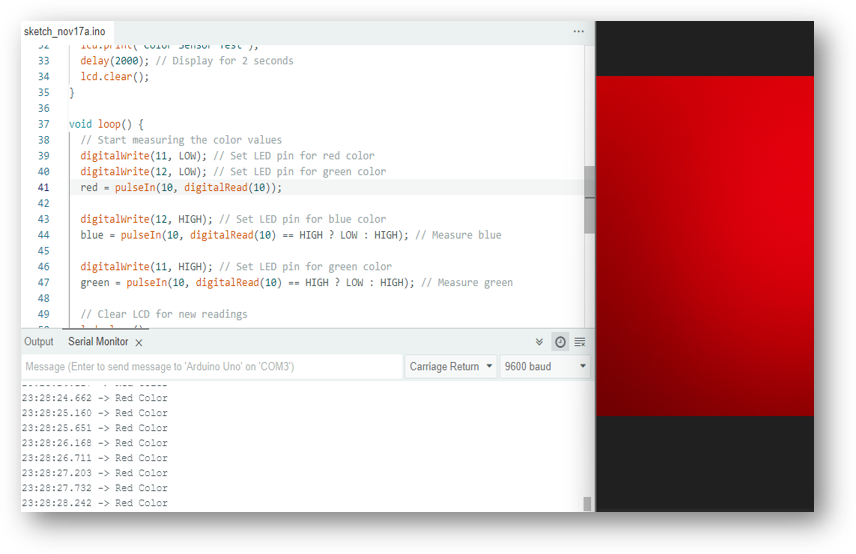 sketch_nov17a.ino
32 lcd.print("Color Sensor Test");
33 delay(2000); // Display for 2 seconds
34 lcd.clear();
35 }
36
37 void loop() {
38 // Start measuring the color values
39 digitalWrite(11, LOW); // Set LED pin for red color
40 digitalWrite(12, LOW); // Set LED pin for green color
41 red = pulseIn(10, digitalRead(10));
42
43 digitalWrite(12, HIGH); // Set LED pin for blue color
44 blue = pulseIn(10, digitalRead(10) == HIGH ? LOW : HIGH); // Measure blue
45
46 digitalWrite(11, HIGH); // Set LED pin for green color
47 green = pulseIn(10, digitalRead(10) == HIGH ? LOW : HIGH); // Measure green
48
49 // Clear LCD for new readings
Output Serial Monitor
Message (Enter to send message to 'Arduino Uno' on 'COM3')
Carriage Return 9600 baud
-> Red Color
23:28:24.662 -> Red Color
23:28:25.160 -> Red Color
23:28:25.651 -> Red Color
23:28:26.168 -> Red Color
23:28:26.711 -> Red Color
23:28:27.203 -> Red Color
23:28:27.732 -> Red Color
23:28:28.242 -> Red Color